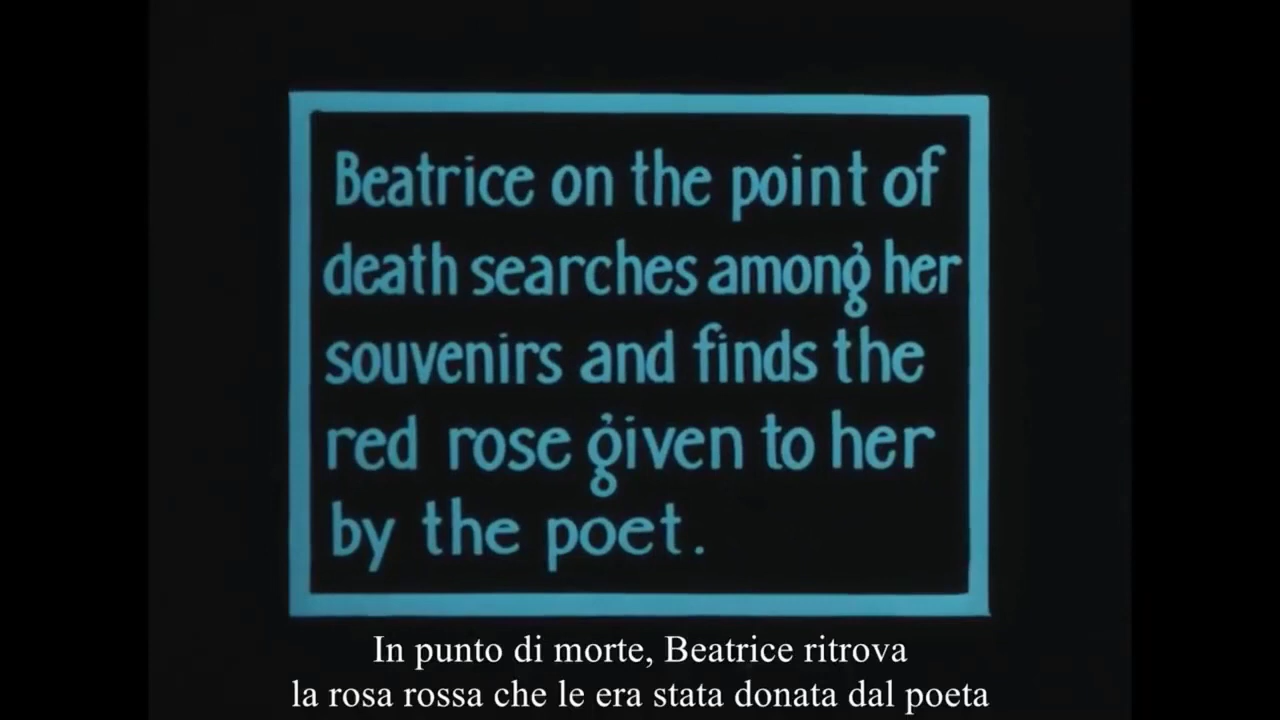 Beatrice on the point of
death searches among her
souvenirs and finds the
red rose given to her
by the poet.
In punto di morte, Beatrice ritrova
la rosa rossa che le era stata donata dal poeta